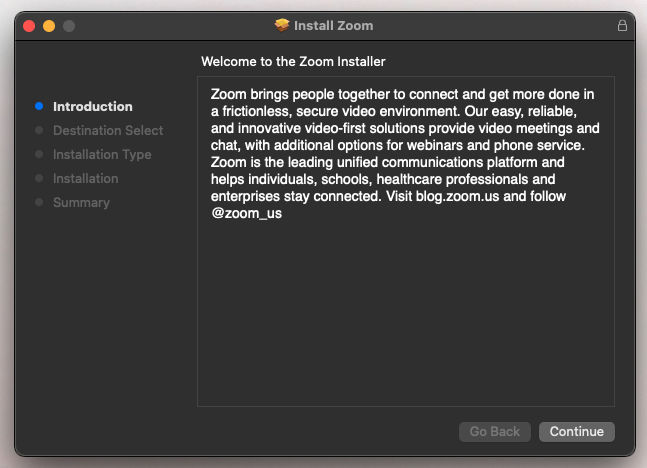 Install Zoom
Welcome to the Zoom Installer
Introduction
Destination Select
Installation Type
Installation
Summary
Zoom brings people together to connect and get more done in
a frictionless, secure video environment. Our easy, reliable,
and innovative video-first solutions provide video meetings and
chat, with additional options for webinars and phone service.
Zoom is the leading unified communications platform and
helps individuals, schools, healthcare professionals and
enterprises stay connected. Visit blog.zoom.us and follow
@zoom_us
Go Back
Continue